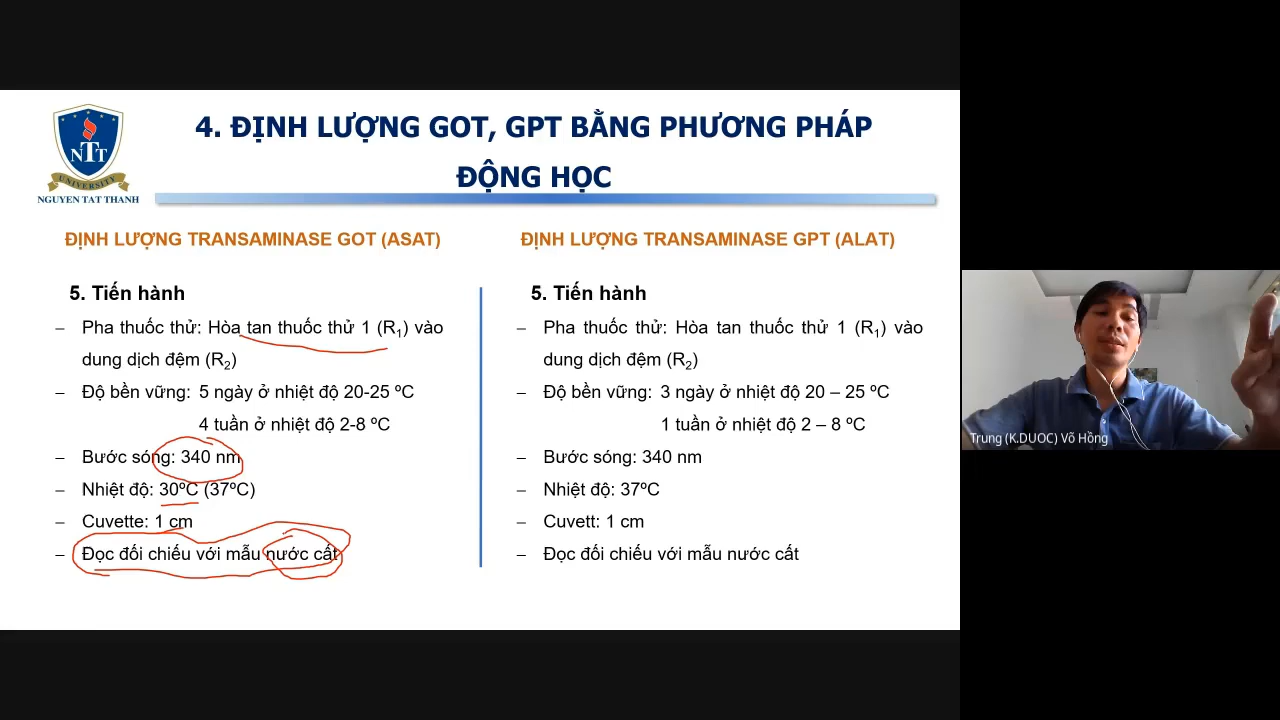 NTT
UNIVERSITY
NGUYEN TAT THANH
4. ĐỊNH LƯỢNG GOT, GPT BẰNG PHƯƠNG PHÁP
ĐỘNG HỌC
ĐỊNH LƯỢNG TRANSAMINASE GOT (ASAT)
5. Tiến hành
– Pha thuốc thử: Hòa tan thuốc thử 1 (R₁) vào
dung dịch đệm (R₂)
– Độ bền vững: 5 ngày ở nhiệt độ 20-25 ºC
4 tuần ở nhiệt độ 2-8 ºC
– Bước sóng: 340 nm
– Nhiệt độ: 30ºC (37ºC)
– Cuvette: 1 cm
– Đọc đối chiếu với mẫu nước cất
ĐỊNH LƯỢNG TRANSAMINASE GPT (ALAT)
5. Tiến hành
– Pha thuốc thử: Hòa tan thuốc thử 1 (R₁) vào
dung dịch đệm (R₂)
– Độ bền vững: 3 ngày ở nhiệt độ 20 – 25 ºC
1 tuần ở nhiệt độ 2 – 8 ºC
– Bước sóng: 340 nm
– Nhiệt độ: 37ºC
– Cuvett: 1 cm
– Đọc đối chiếu với mẫu nước cất
Trung (K.DUOC) Võ Hồng